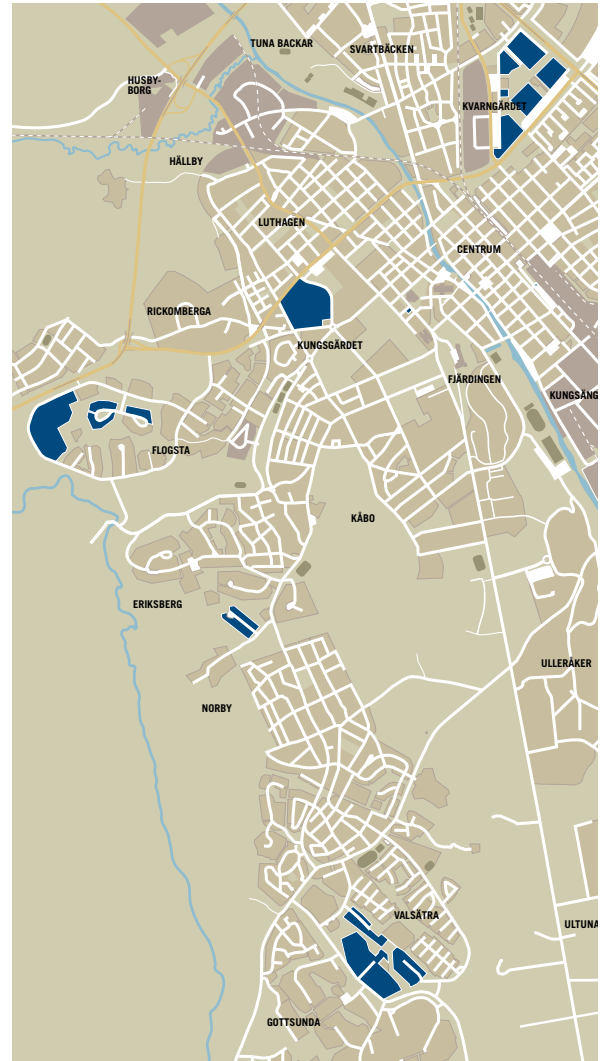 TUNA BACKAR
SVARTBÄCKEN
HUSBY-
BORG
KVARNGÄRDET
HÄLLBY
LUTHAGEN
CENTRUM
RICKOMBERGA
KUNGSGÄRDET
FJÄRDINGEN
KUNGSÄNG
FLOGSTA
KÅBO
ERIKSBERG
ULLERÅKER
NORBY
VALSÄTRA
ULTUNA
GOTTSUNDA